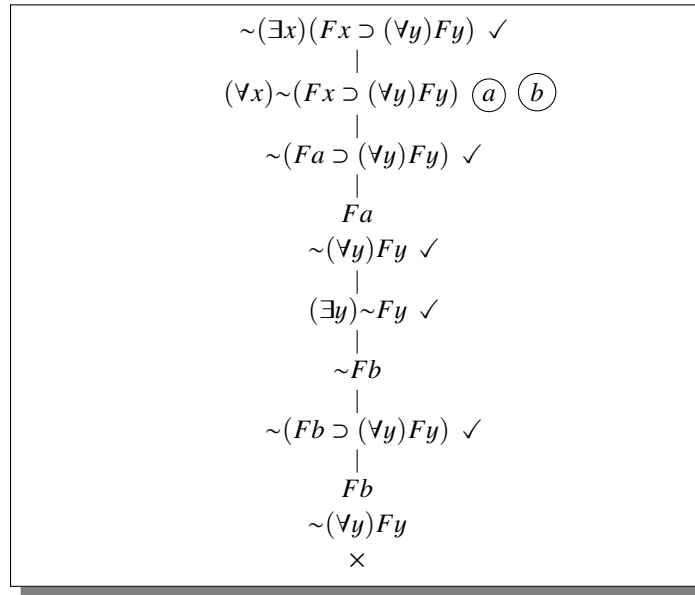 ~(∃x)(Fx ⊃ (∀y)Fy) ✓
(∀x)~(Fx ⊃ (∀y)Fy) ⓐ ⓑ
~(Fa ⊃ (∀y)Fy) ✓
Fa
~(∀y)Fy ✓
(∃y)~Fy ✓
~Fb
~(Fb ⊃ (∀y)Fy) ✓
Fb
~(∀y)Fy
×